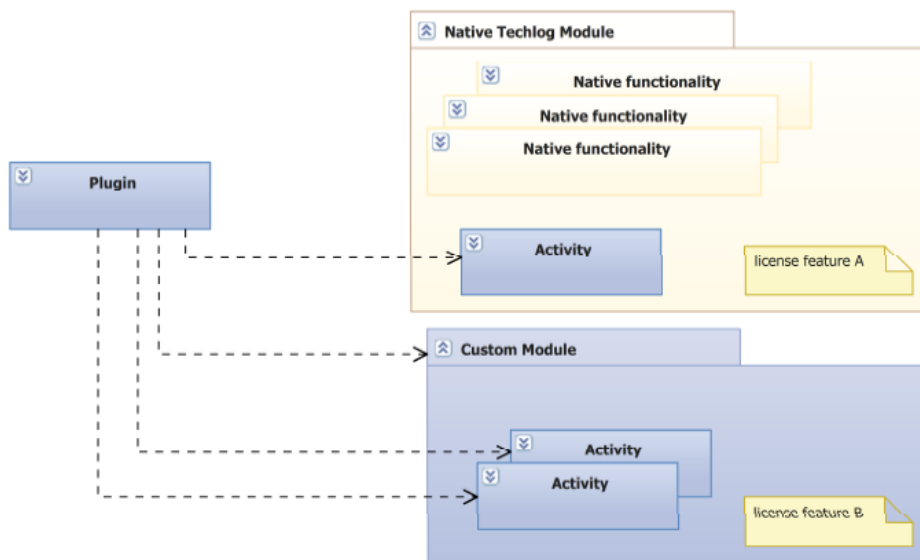 Native Techlog Module
Native functionality
Native functionality
Native functionality
Plugin
Activity
license feature A
Custom Module
Activity
Activity
license feature B